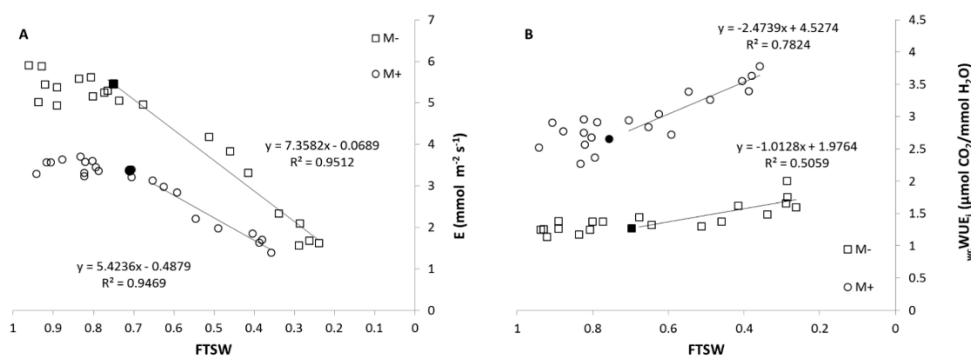 A
M-
M+
y = 7.3582x - 0.0689
R² = 0.9512
y = 5.4236x - 0.4879
R² = 0.9469
7
6
5
4
3
2
1
0
E (mmol m⁻² s⁻¹)
1 0.9 0.8 0.7 0.6 0.5 0.4 0.3 0.2 0.1 0
FTSW
B
y = -2.4739x + 4.5274
R² = 0.7824
y = -1.0128x + 1.9764
R² = 0.5059
M-
M+
4.5
4
3.5
3
2.5
2
1.5
1
0.5
0
wcWUEi (µmol CO₂/mmol H₂O)
1 0.8 0.6 0.4 0.2 0
FTSW